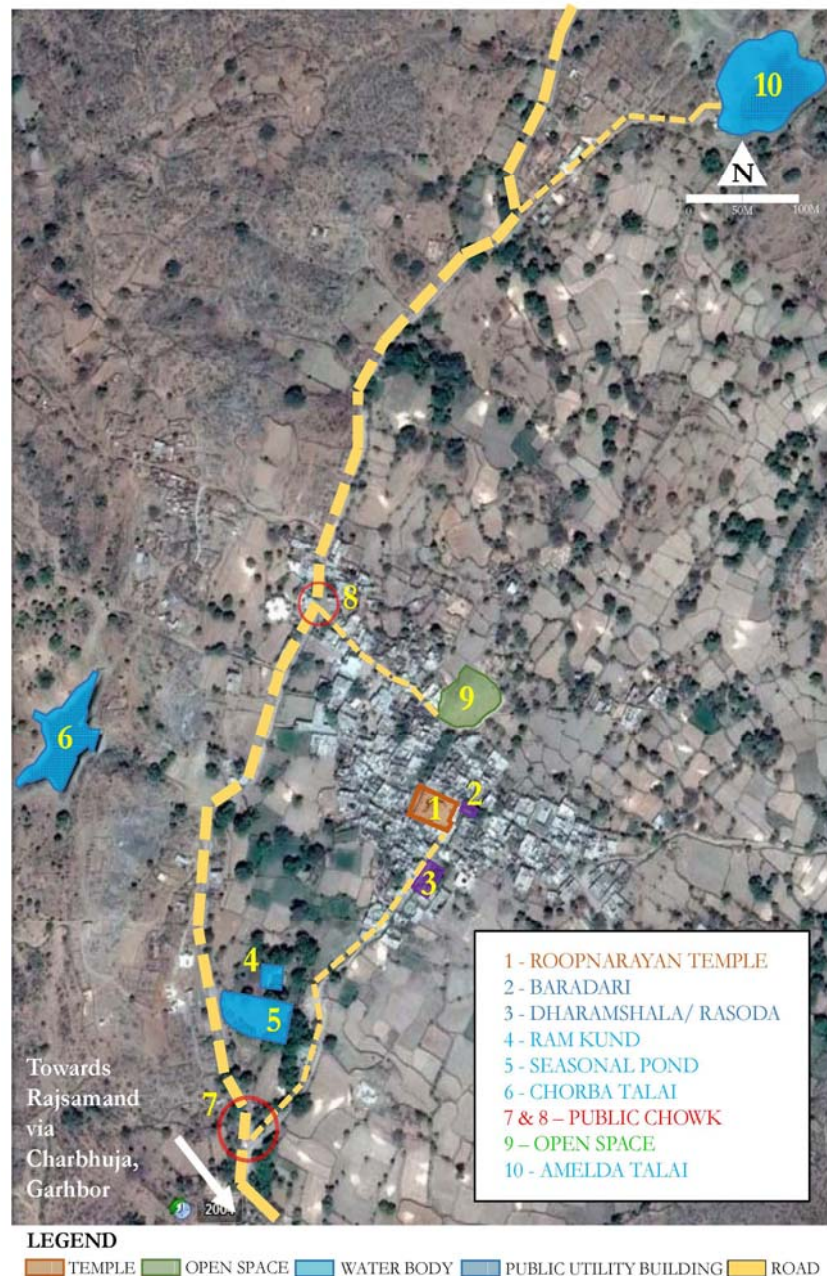 10
N
0 50M 100M
8
9
6
1
2
3
4
5
7
Towards
Rajsamand
via
Charbhuja,
Garhbor
2004
1 - ROOPNARAYAN TEMPLE
2 - BARADARI
3 - DHARAMSHALA/ RASODA
4 - RAM KUND
5 - SEASONAL POND
6 - CHORBA TALAI
7 & 8 – PUBLIC CHOWK
9 – OPEN SPACE
10 - AMELDA TALAI
LEGEND
TEMPLE OPEN SPACE WATER BODY PUBLIC UTILITY BUILDING ROAD